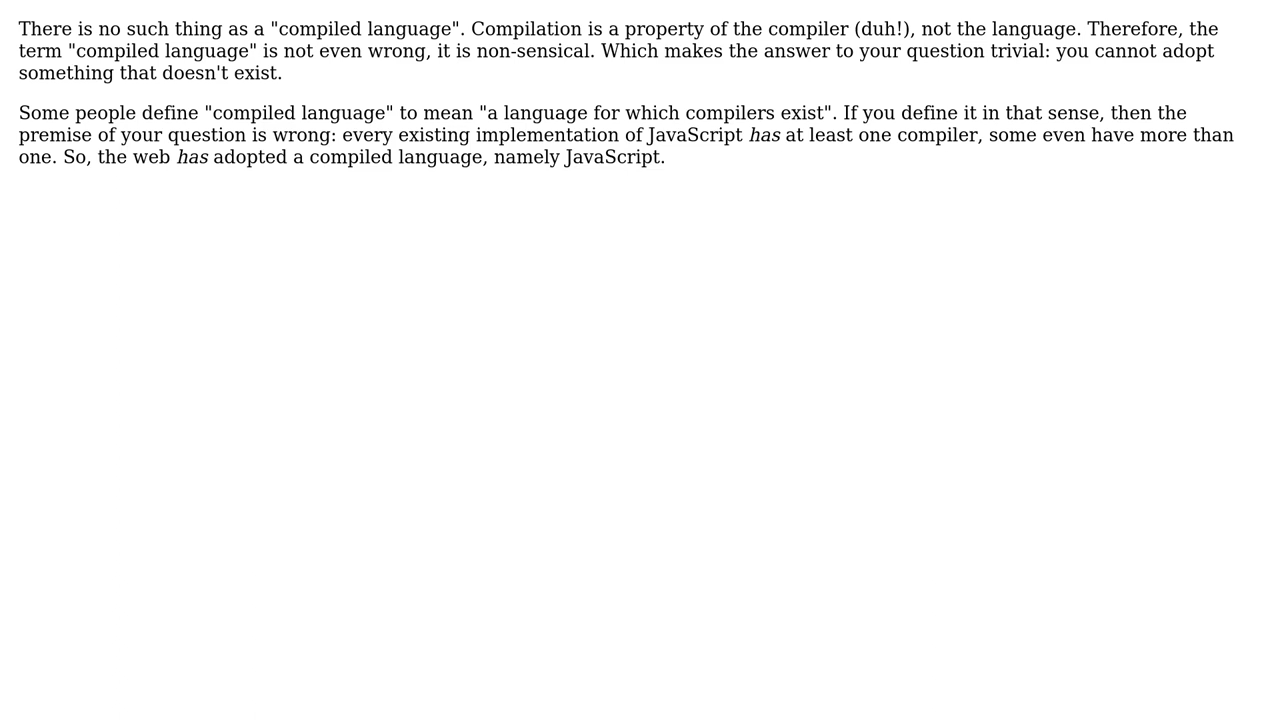 There is no such thing as a "compiled language". Compilation is a property of the compiler (duh!), not the language. Therefore, the
term "compiled language" is not even wrong, it is non-sensical. Which makes the answer to your question trivial: you cannot adopt
something that doesn't exist.
Some people define "compiled language" to mean "a language for which compilers exist". If you define it in that sense, then the
premise of your question is wrong: every existing implementation of JavaScript has at least one compiler, some even have more than
one. So, the web has adopted a compiled language, namely JavaScript.